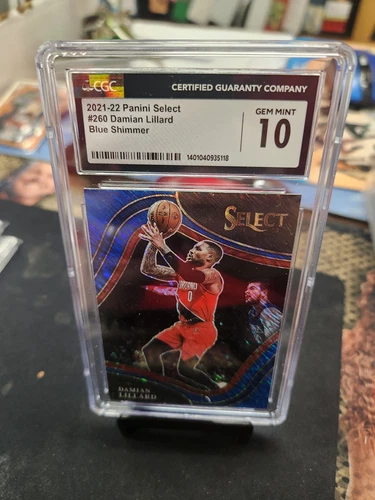 CGC
CERTIFIED GUARANTY COMPANY
2021-22 Panini Select
#260 Damian Lillard
Blue Shimmer
GEM MINT
10
1401040935118
SELECT
0
DAMIAN
LILLARD